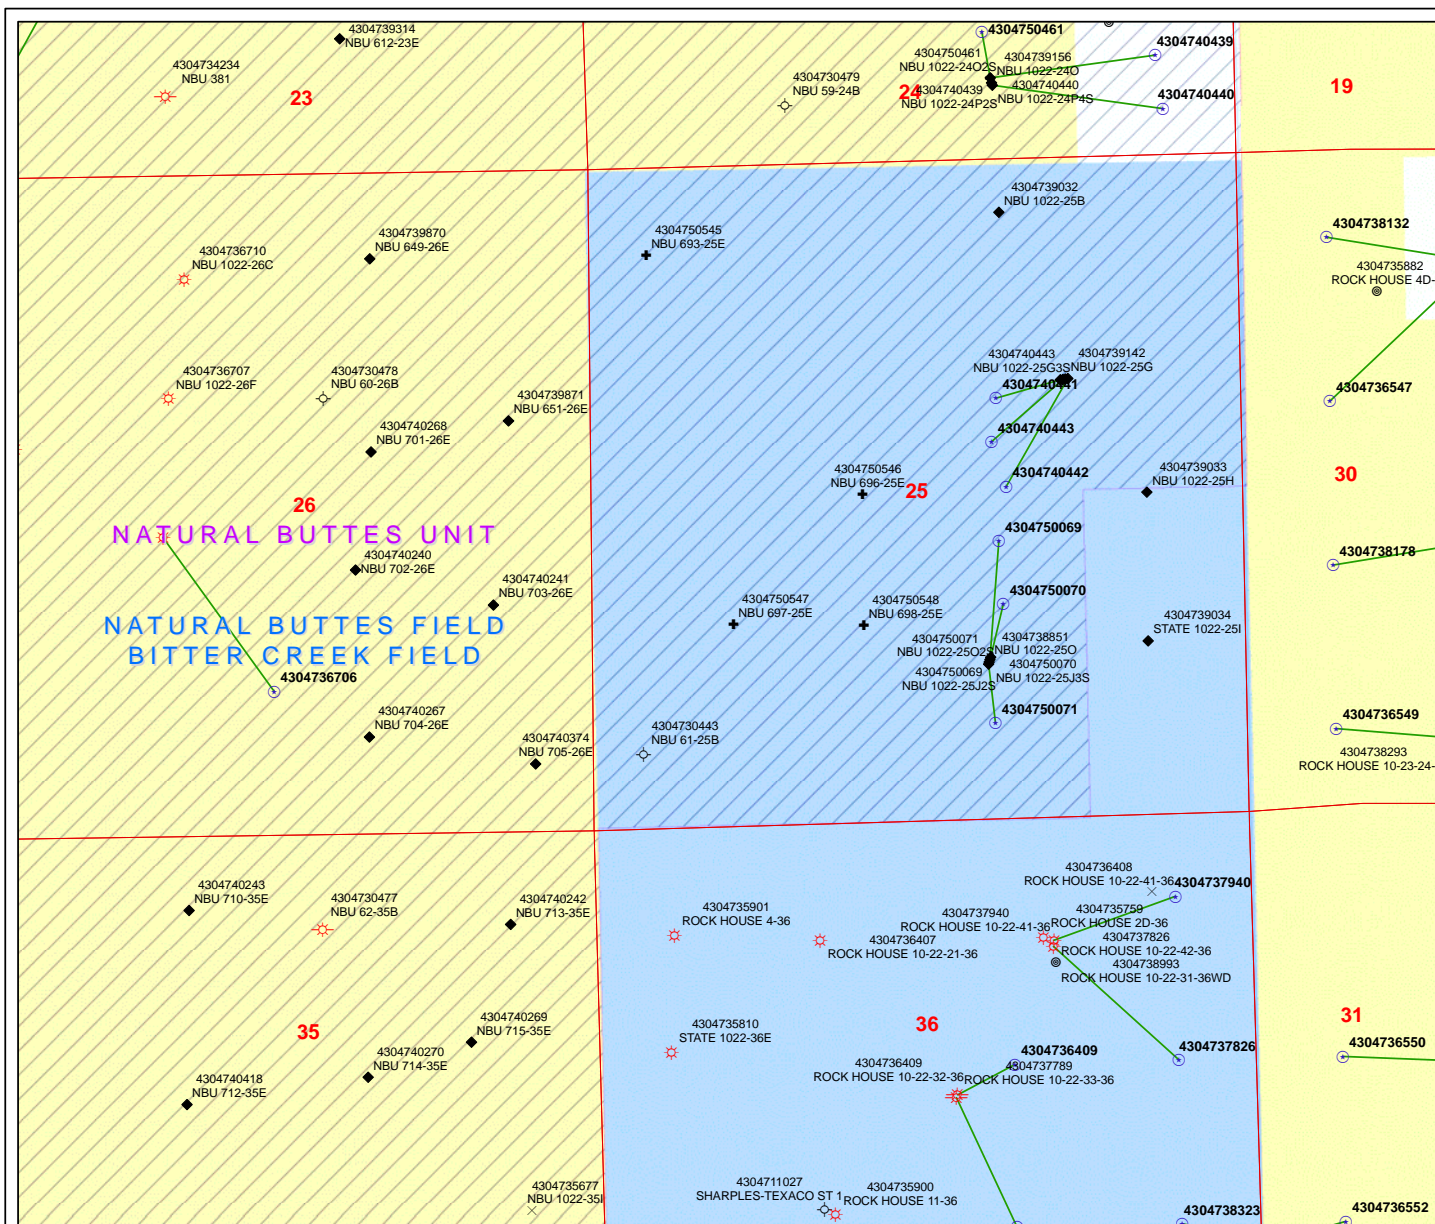 4304739314
NBU 612-23E
4304734234
NBU 381
23
4304730479
NBU 59-24B
24
4304750461
4304750461
NBU 1022-24O2S
4304739156
NBU 1022-24O
4304740439
NBU 1022-24P2S
4304740440
NBU 1022-24P4S
4304740439
4304740440
19
4304739032
NBU 1022-25B
4304750545
NBU 693-25E
4304739870
NBU 649-26E
4304736710
NBU 1022-26C
4304738132
4304735882
ROCK HOUSE 4D-
4304736707
NBU 1022-26F
4304730478
NBU 60-26B
4304739871
NBU 651-26E
4304740443
NBU 1022-25G3S
4304739142
NBU 1022-25G
4304740441
4304736547
4304740268
NBU 701-26E
4304740443
4304750546
NBU 696-25E
25
4304740442
4304739033
NBU 1022-25H
30
26
NATURAL BUTTES UNIT
4304750069
4304738178
4304740240
NBU 702-26E
4304740241
NBU 703-26E
4304750547
NBU 697-25E
4304750548
NBU 698-25E
4304750070
4304739034
STATE 1022-25I
NATURAL BUTTES FIELD
BITTER CREEK FIELD
4304750071
NBU 1022-25O2S
4304738851
NBU 1022-25O
4304750069
NBU 1022-25J2S
4304750070
NBU 1022-25J3S
4304736706
4304750071
4304740267
NBU 704-26E
4304740374
NBU 705-26E
4304730443
NBU 61-25B
4304736549
4304738293
ROCK HOUSE 10-23-24-
4304740243
NBU 710-35E
4304730477
NBU 62-35B
4304740242
NBU 713-35E
4304735901
ROCK HOUSE 4-36
4304736407
ROCK HOUSE 10-22-21-36
4304736408
ROCK HOUSE 10-22-41-36
4304737940
4304737940
ROCK HOUSE 10-22-41-36
4304735759
ROCK HOUSE 2D-36
4304737826
ROCK HOUSE 10-22-42-36
4304738993
ROCK HOUSE 10-22-31-36WD
35
4304740269
NBU 715-35E
4304735810
STATE 1022-36E
36
31
4304740270
NBU 714-35E
4304740418
NBU 712-35E
4304736409
ROCK HOUSE 10-22-32-36
4304736409
4304737789
ROCK HOUSE 10-22-33-36
4304737826
4304736550
4304735677
NBU 1022-35I
4304711027
SHARPLES-TEXACO ST 1
4304735900
ROCK HOUSE 11-36
4304738323
4304736552